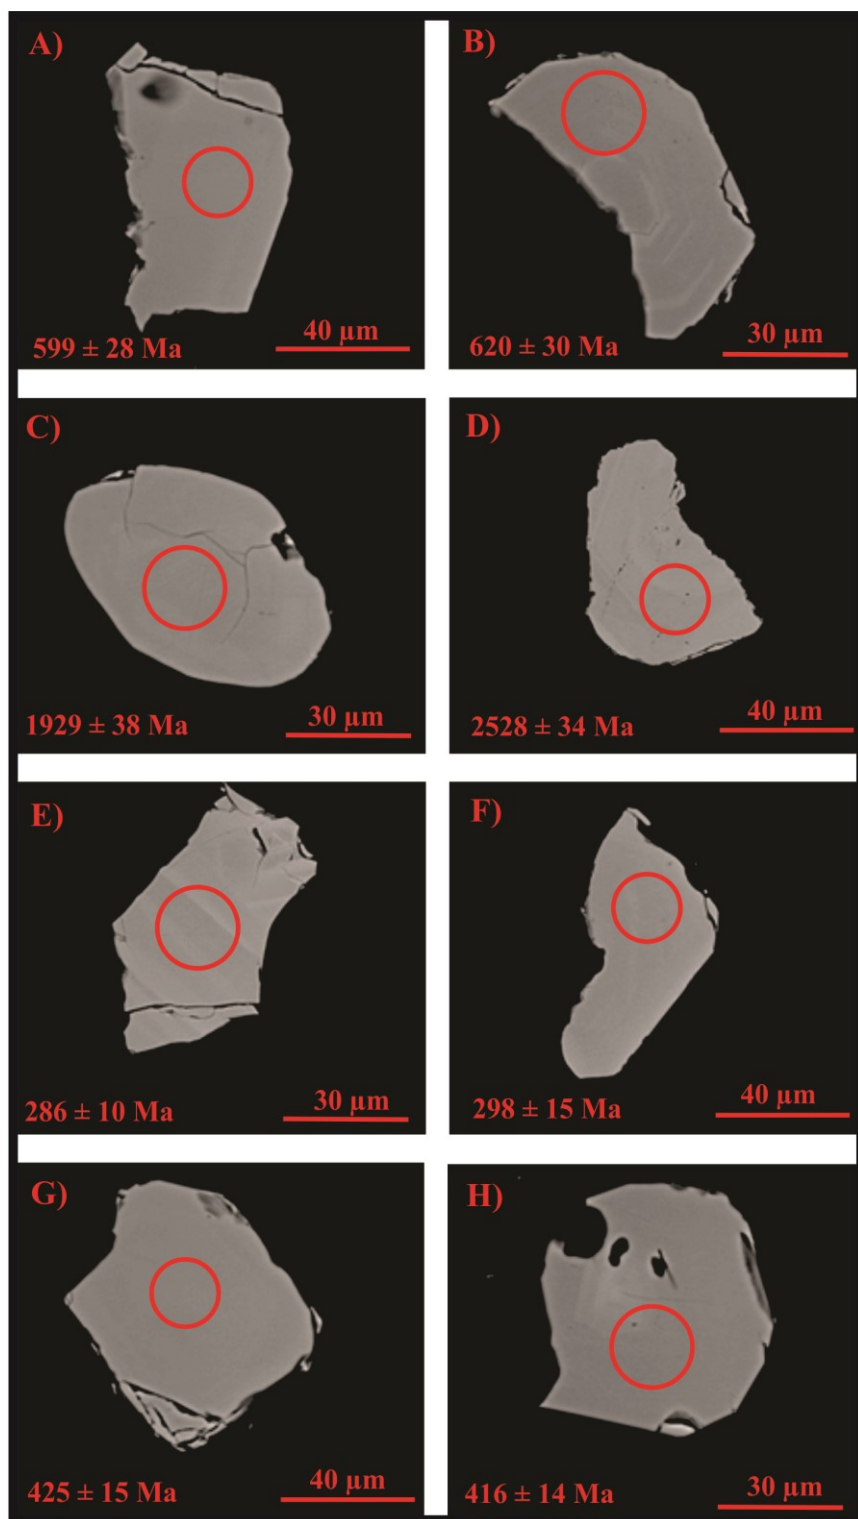 A)
599 ± 28 Ma
40 µm
B)
620 ± 30 Ma
30 µm
C)
1929 ± 38 Ma
30 µm
D)
2528 ± 34 Ma
40 µm
E)
286 ± 10 Ma
30 µm
F)
298 ± 15 Ma
40 µm
G)
425 ± 15 Ma
40 µm
H)
416 ± 14 Ma
30 µm